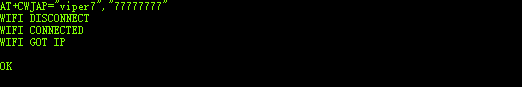 AT+CWJAP="viper7","77777777"
WIFI DISCONNECT
WIFI CONNECTED
WIFI GOT IP
OK